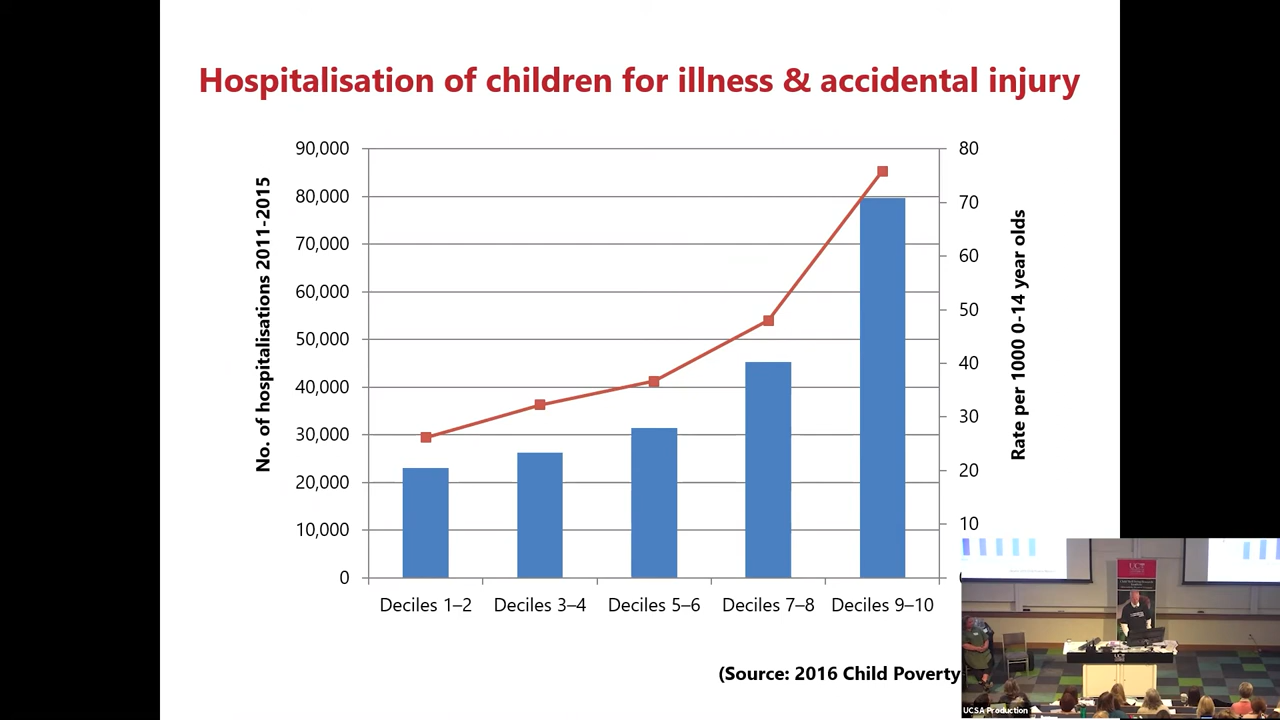 Hospitalisation of children for illness & accidental injury
No. of hospitalisations 2011-2015
90,000
80,000
70,000
60,000
50,000
40,000
30,000
20,000
10,000
0
80
70
60
50
40
30
20
10
Rate per 1000 0-14 year olds
Deciles 1–2
Deciles 3–4
Deciles 5–6
Deciles 7–8
Deciles 9–10
(Source: 2016 Child Poverty
UC
UC
UCSA Production